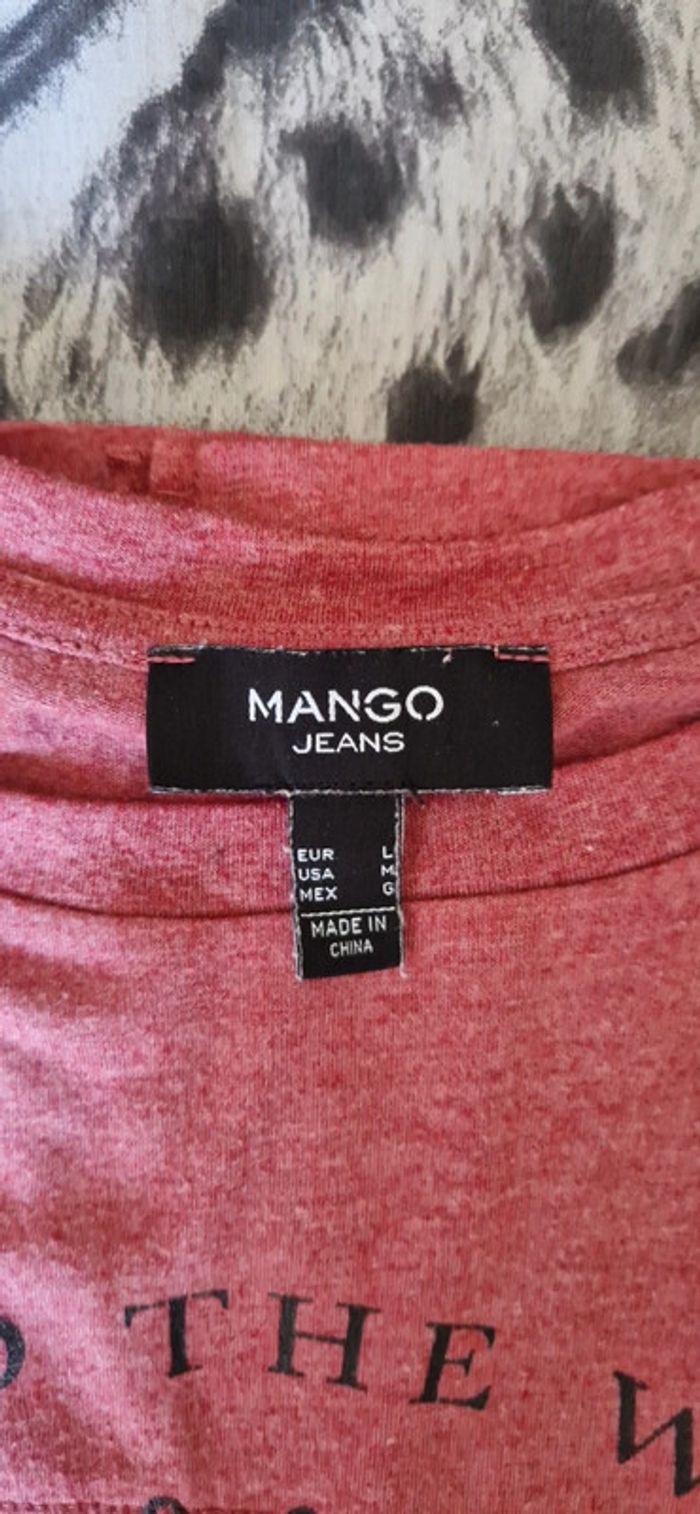 MANGO
JEANS
EUR L
USA M
MEX G
MADE IN
CHINA
THE